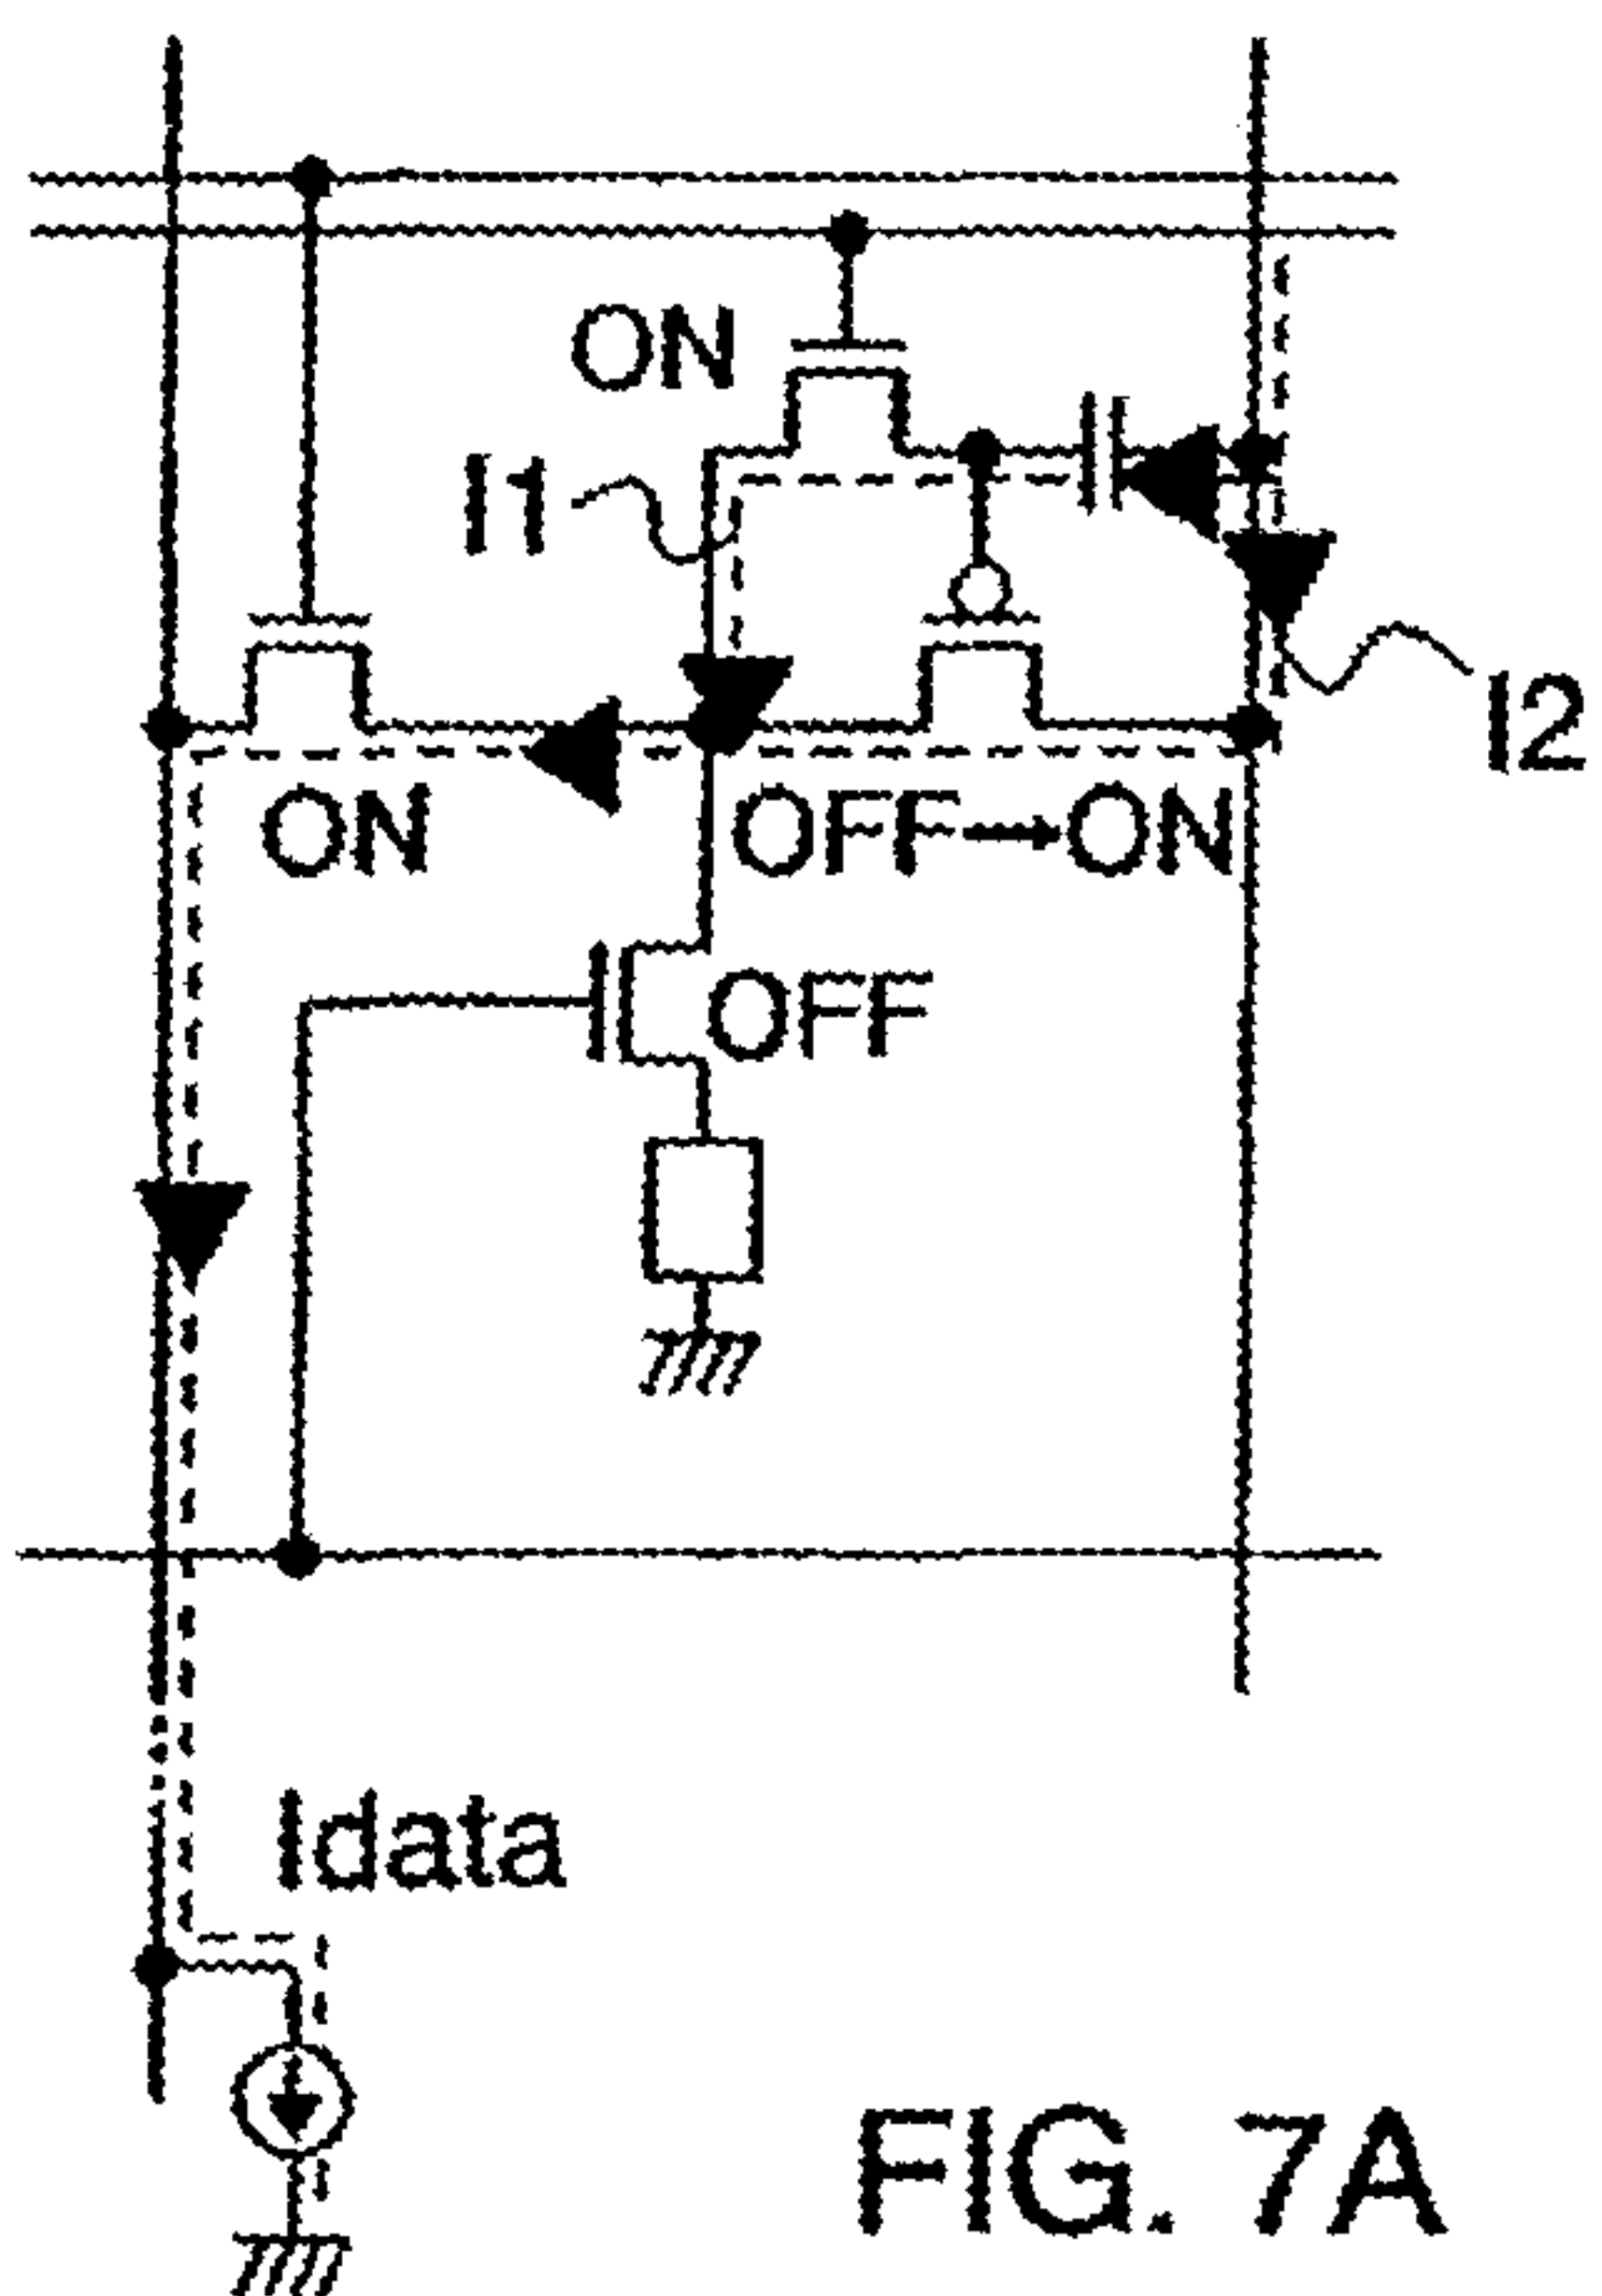 ON
I1
I2
ON
OFF→ON
OFF
Idata
FIG. 7A